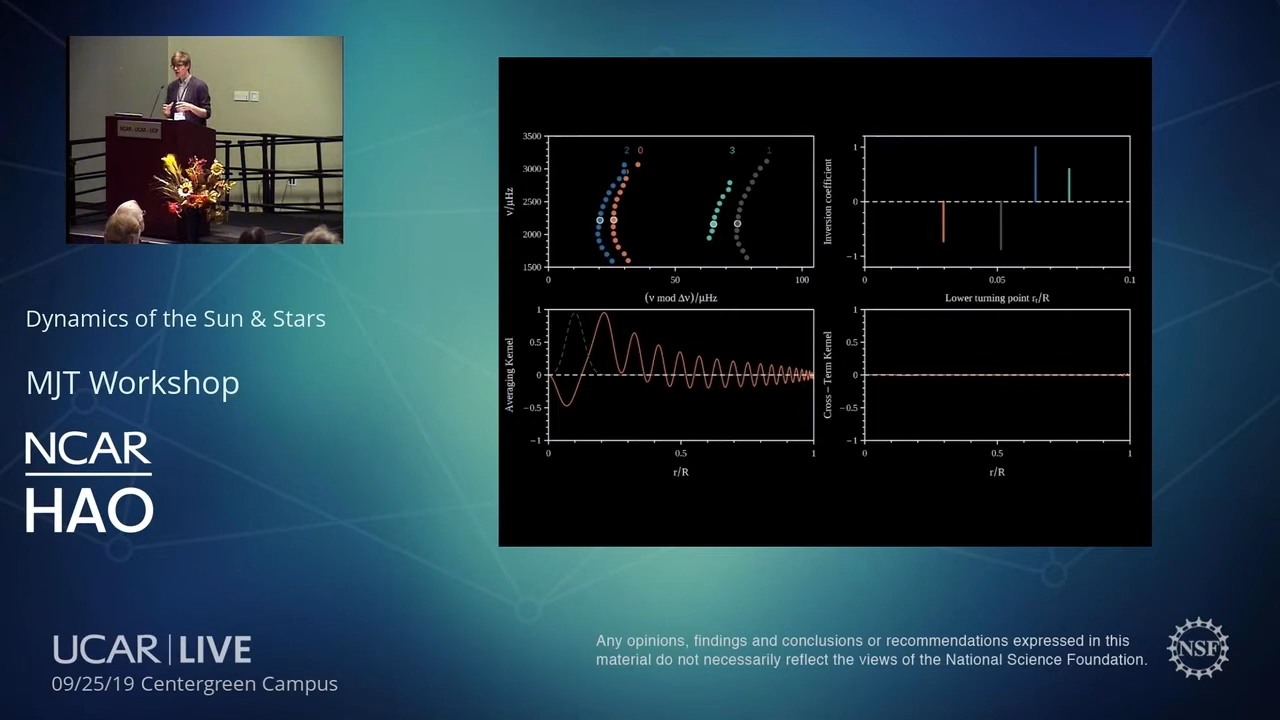 NCAR · UCAR · UCP
Dynamics of the Sun & Stars
MJT Workshop
NCAR
HAO
UCAR | LIVE
09/25/19 Centergreen Campus
3500
3000
2500
2000
1500
ν/μHz
2 0 3 1
0 50 100
(ν mod Δν)/μHz
1
0
−1
Inversion coefficient
0 0.05 0.1
Lower turning point rₜ/R
1
0.5
0
−0.5
−1
Averaging Kernel
0 0.5 1
r/R
1
0.5
0
−0.5
−1
Cross − Term Kernel
0 0.5 1
r/R
Any opinions, findings and conclusions or recommendations expressed in this
material do not necessarily reflect the views of the National Science Foundation.
NSF